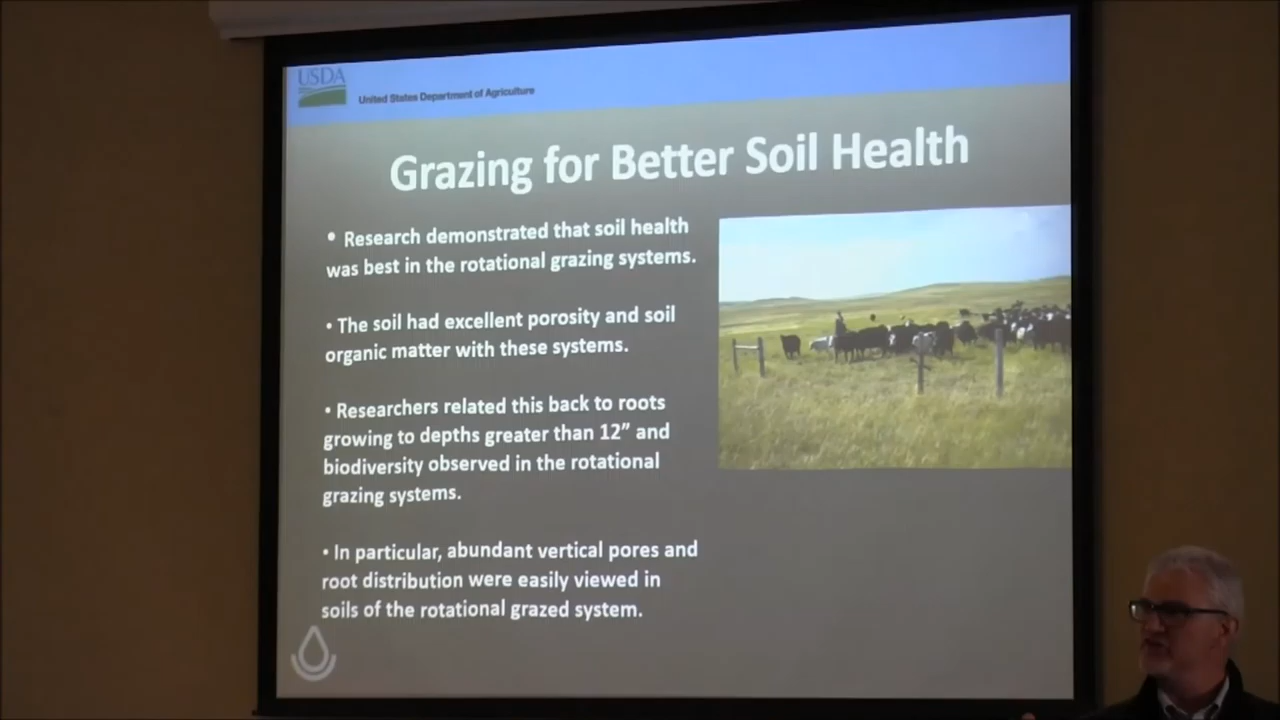 USDA
United States Department of Agriculture
Grazing for Better Soil Health
• Research demonstrated that soil health
was best in the rotational grazing systems.
• The soil had excellent porosity and soil
organic matter with these systems.
• Researchers related this back to roots
growing to depths greater than 12” and
biodiversity observed in the rotational
grazing systems.
• In particular, abundant vertical pores and
root distribution were easily viewed in
soils of the rotational grazed system.